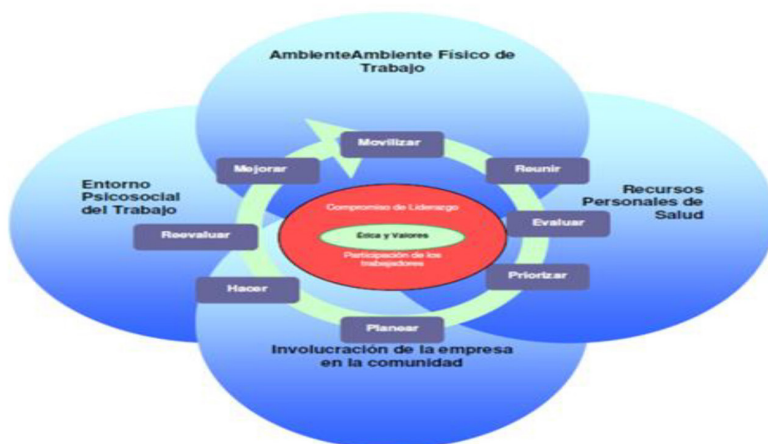 AmbienteAmbiente Físico de
Trabajo
Movilizar
Mejorar
Reunir
Entorno
Psicosocial
del Trabajo
Recursos
Personales de
Salud
Compromiso de Liderazgo
Evaluar
Reevaluar
Ética y Valores
Participación de los
trabajadores
Priorizar
Hacer
Planear
Involucración de la empresa
en la comunidad